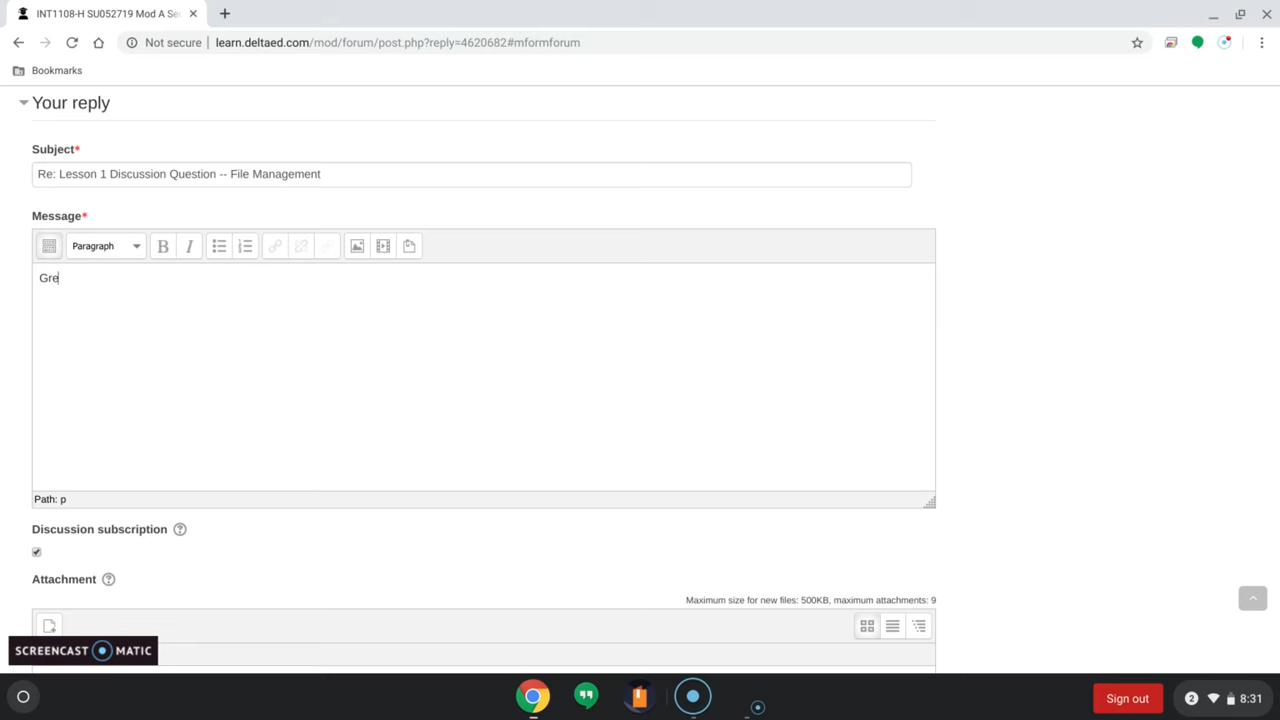 INT1108-H SU052719 Mod A Sec
Not secure
learn.deltaed.com/mod/forum/post.php?reply=4620682#mformforum
Bookmarks
Your reply
Subject*
Re: Lesson 1 Discussion Question -- File Management
Message*
Paragraph B I
Gre
Path: p
Discussion subscription ?
Attachment ?
Maximum size for new files: 500KB, maximum attachments: 9
SCREENCAST MATIC
Sign out 2 8:31